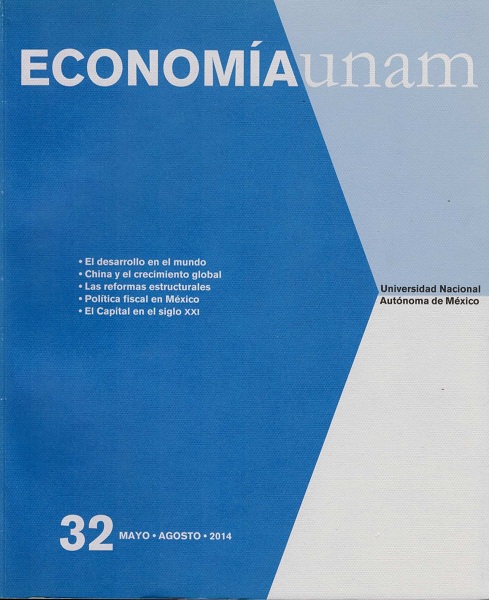 ECONOMÍAunam
• El desarrollo en el mundo
• China y el crecimiento global
• Las reformas estructurales
• Política fiscal en México
• El Capital en el siglo XXI
Universidad Nacional
Autónoma de México
32 MAYO • AGOSTO • 2014